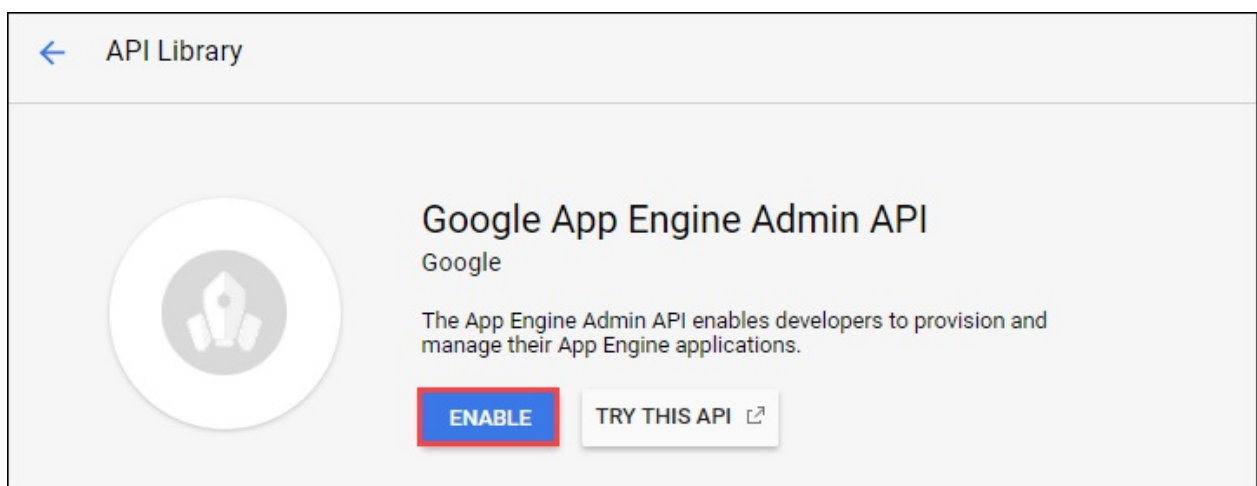 API Library
Google App Engine Admin API
Google
The App Engine Admin API enables developers to provision and
manage their App Engine applications.
ENABLE
TRY THIS API